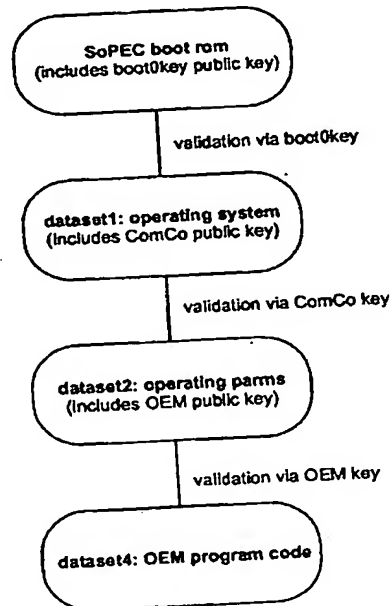 SoPEC boot rom
(includes boot0key public key)
validation via boot0key
dataset1: operating system
(includes ComCo public key)
validation via ComCo key
dataset2: operating parms
(includes OEM public key)
validation via OEM key
dataset4: OEM program code